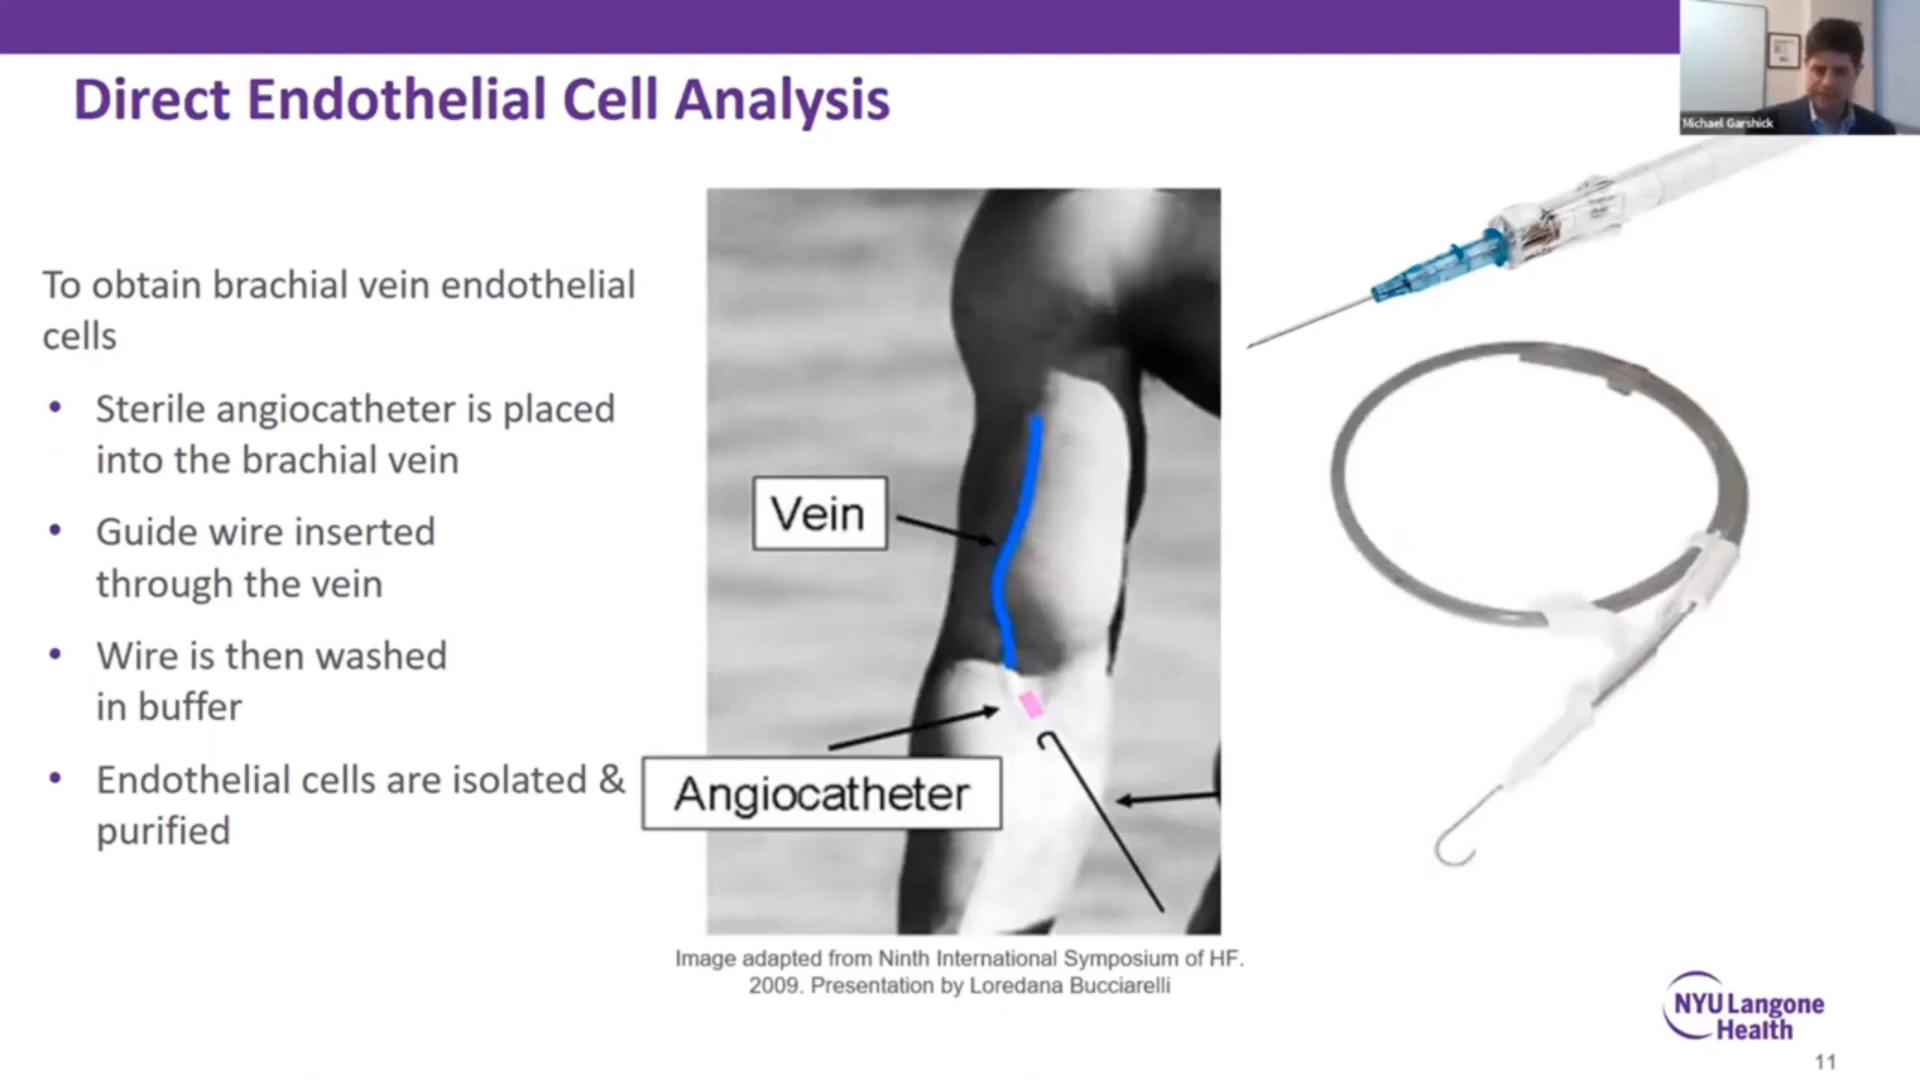 Michael Garshick
Direct Endothelial Cell Analysis
To obtain brachial vein endothelial
cells
• Sterile angiocatheter is placed
into the brachial vein
• Guide wire inserted
through the vein
• Wire is then washed
in buffer
• Endothelial cells are isolated &
purified
Vein
Angiocatheter
Image adapted from Ninth International Symposium of HF.
2009. Presentation by Loredana Bucciarelli
NYU Langone
Health
11